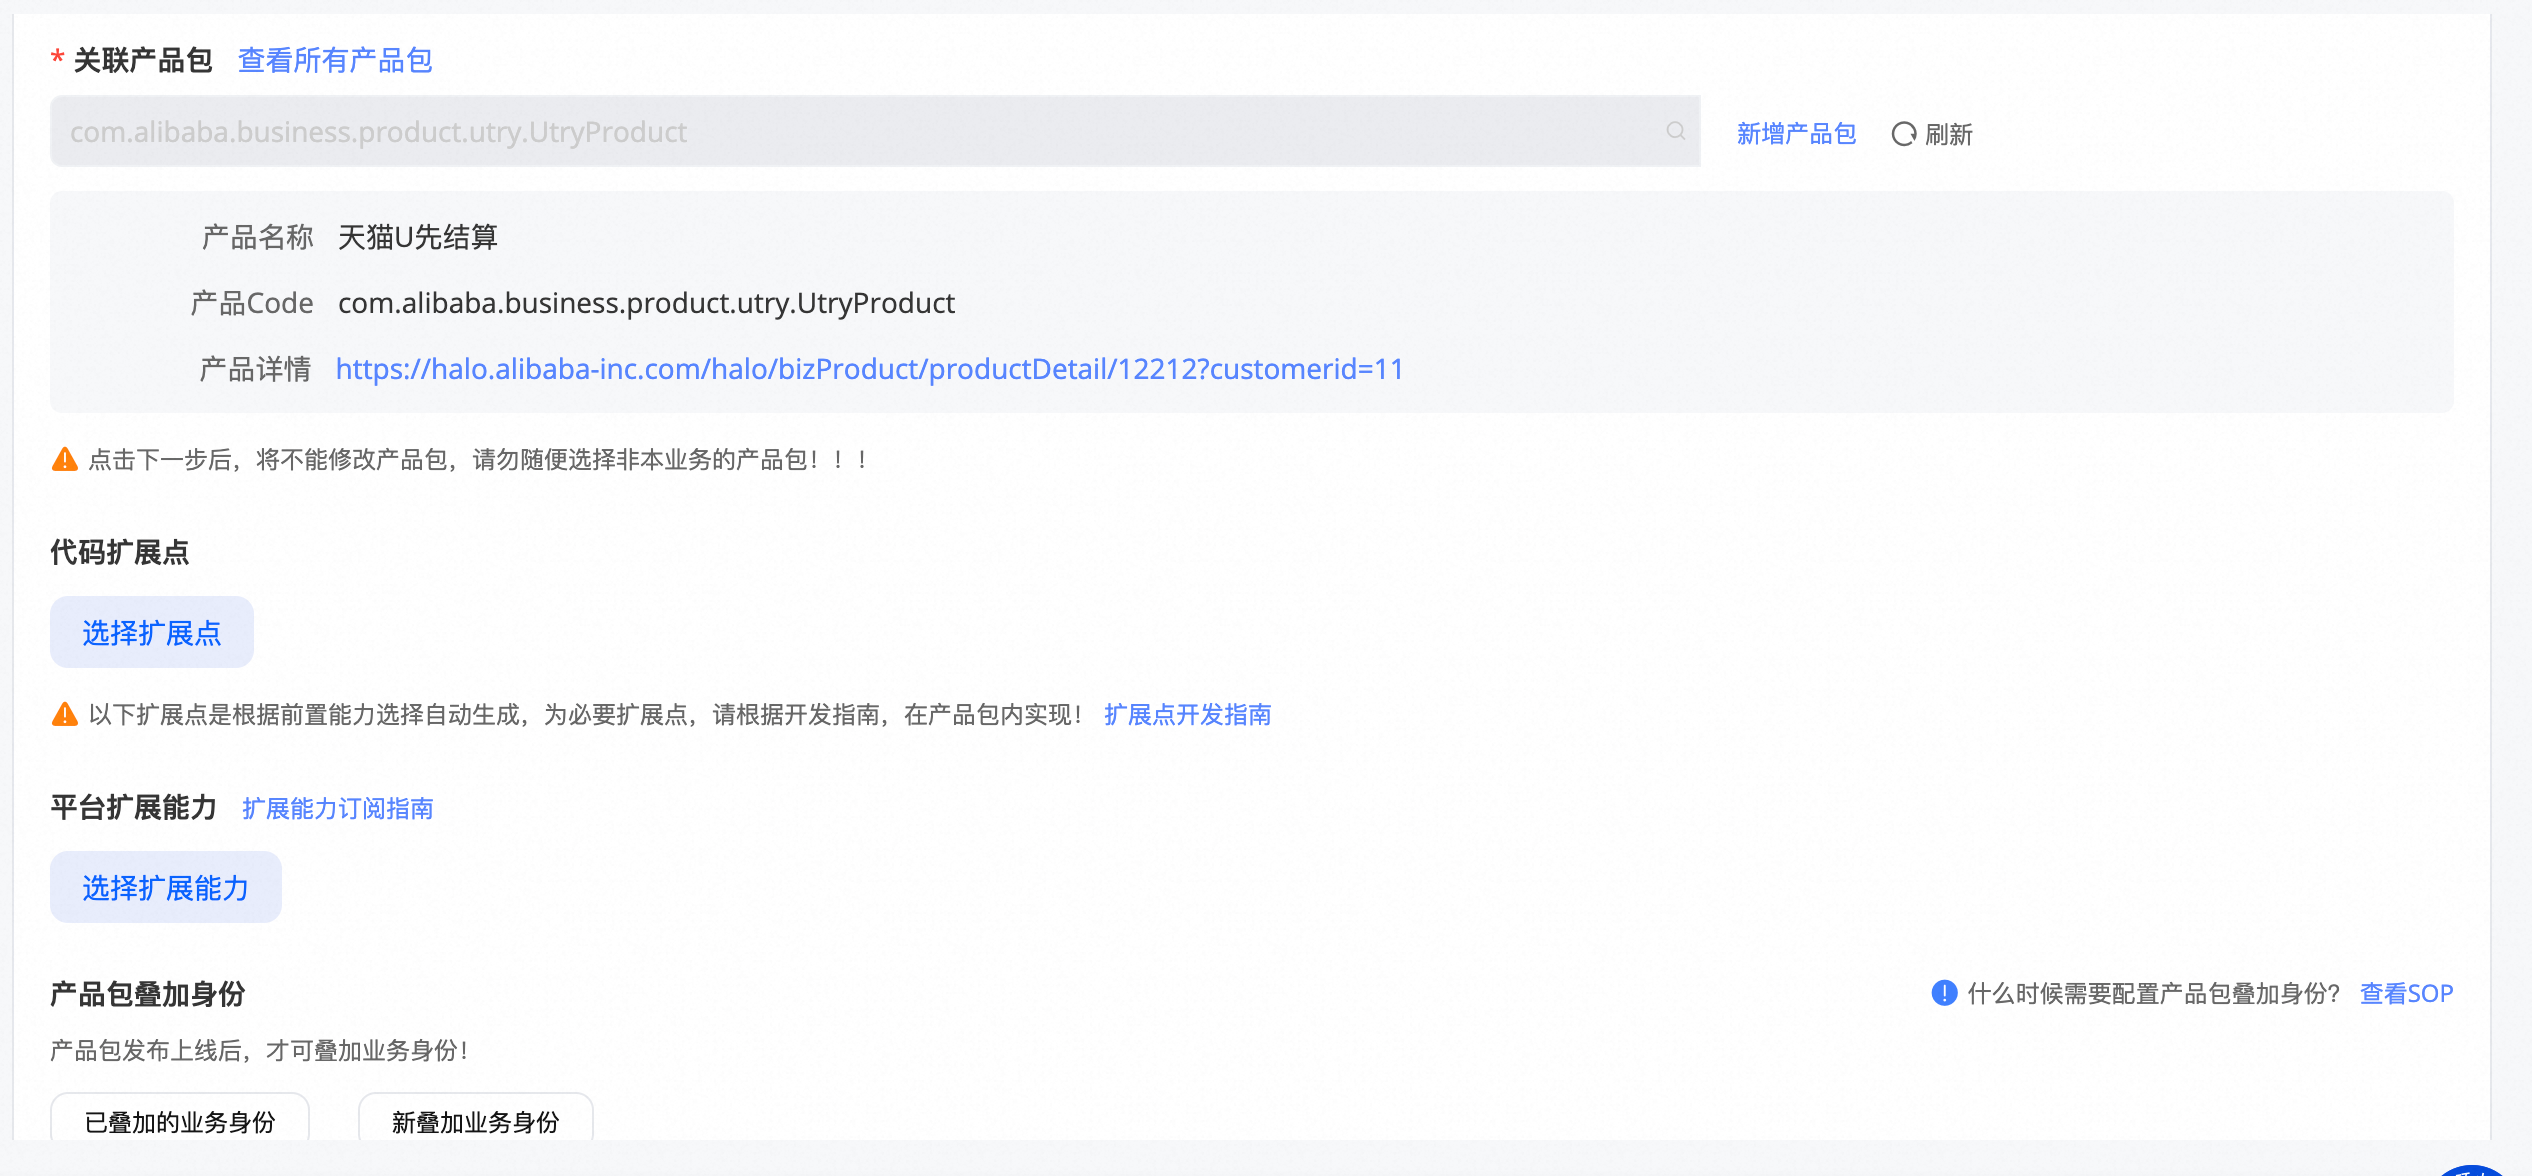 * 关联产品包 查看所有产品包
com.alibaba.business.product.utry.UtryProduct 新增产品包 刷新
产品名称 天猫U先结算
产品Code com.alibaba.business.product.utry.UtryProduct
产品详情 https://halo.alibaba-inc.com/halo/bizProduct/productDetail/12212?customerid=11
点击下一步后，将不能修改产品包，请勿随便选择非本业务的产品包！！！
代码扩展点
选择扩展点
以下扩展点是根据前置能力选择自动生成，为必要扩展点，请根据开发指南，在产品包内实现！ 扩展点开发指南
平台扩展能力 扩展能力订阅指南
选择扩展能力
产品包叠加身份 什么时候需要配置产品包叠加身份？ 查看SOP
产品包发布上线后，才可叠加业务身份！
已叠加的业务身份 新叠加业务身份